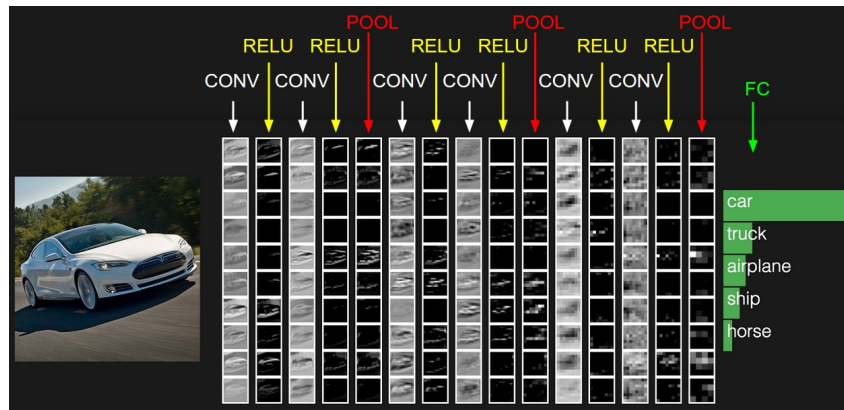 POOL POOL POOL
RELU RELU RELU RELU RELU RELU
CONV CONV CONV CONV CONV CONV FC
car
truck
airplane
ship
horse